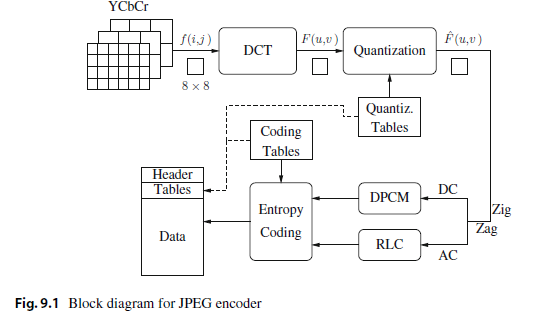 YCbCr
f(i,j)
8 × 8
DCT
F(u,v)
Quantization
F̂(u,v)
Quantiz.
Tables
Coding
Tables
Header
Tables
Data
Entropy
Coding
DPCM
DC
RLC
AC
Zig
Zag
Fig. 9.1 Block diagram for JPEG encoder